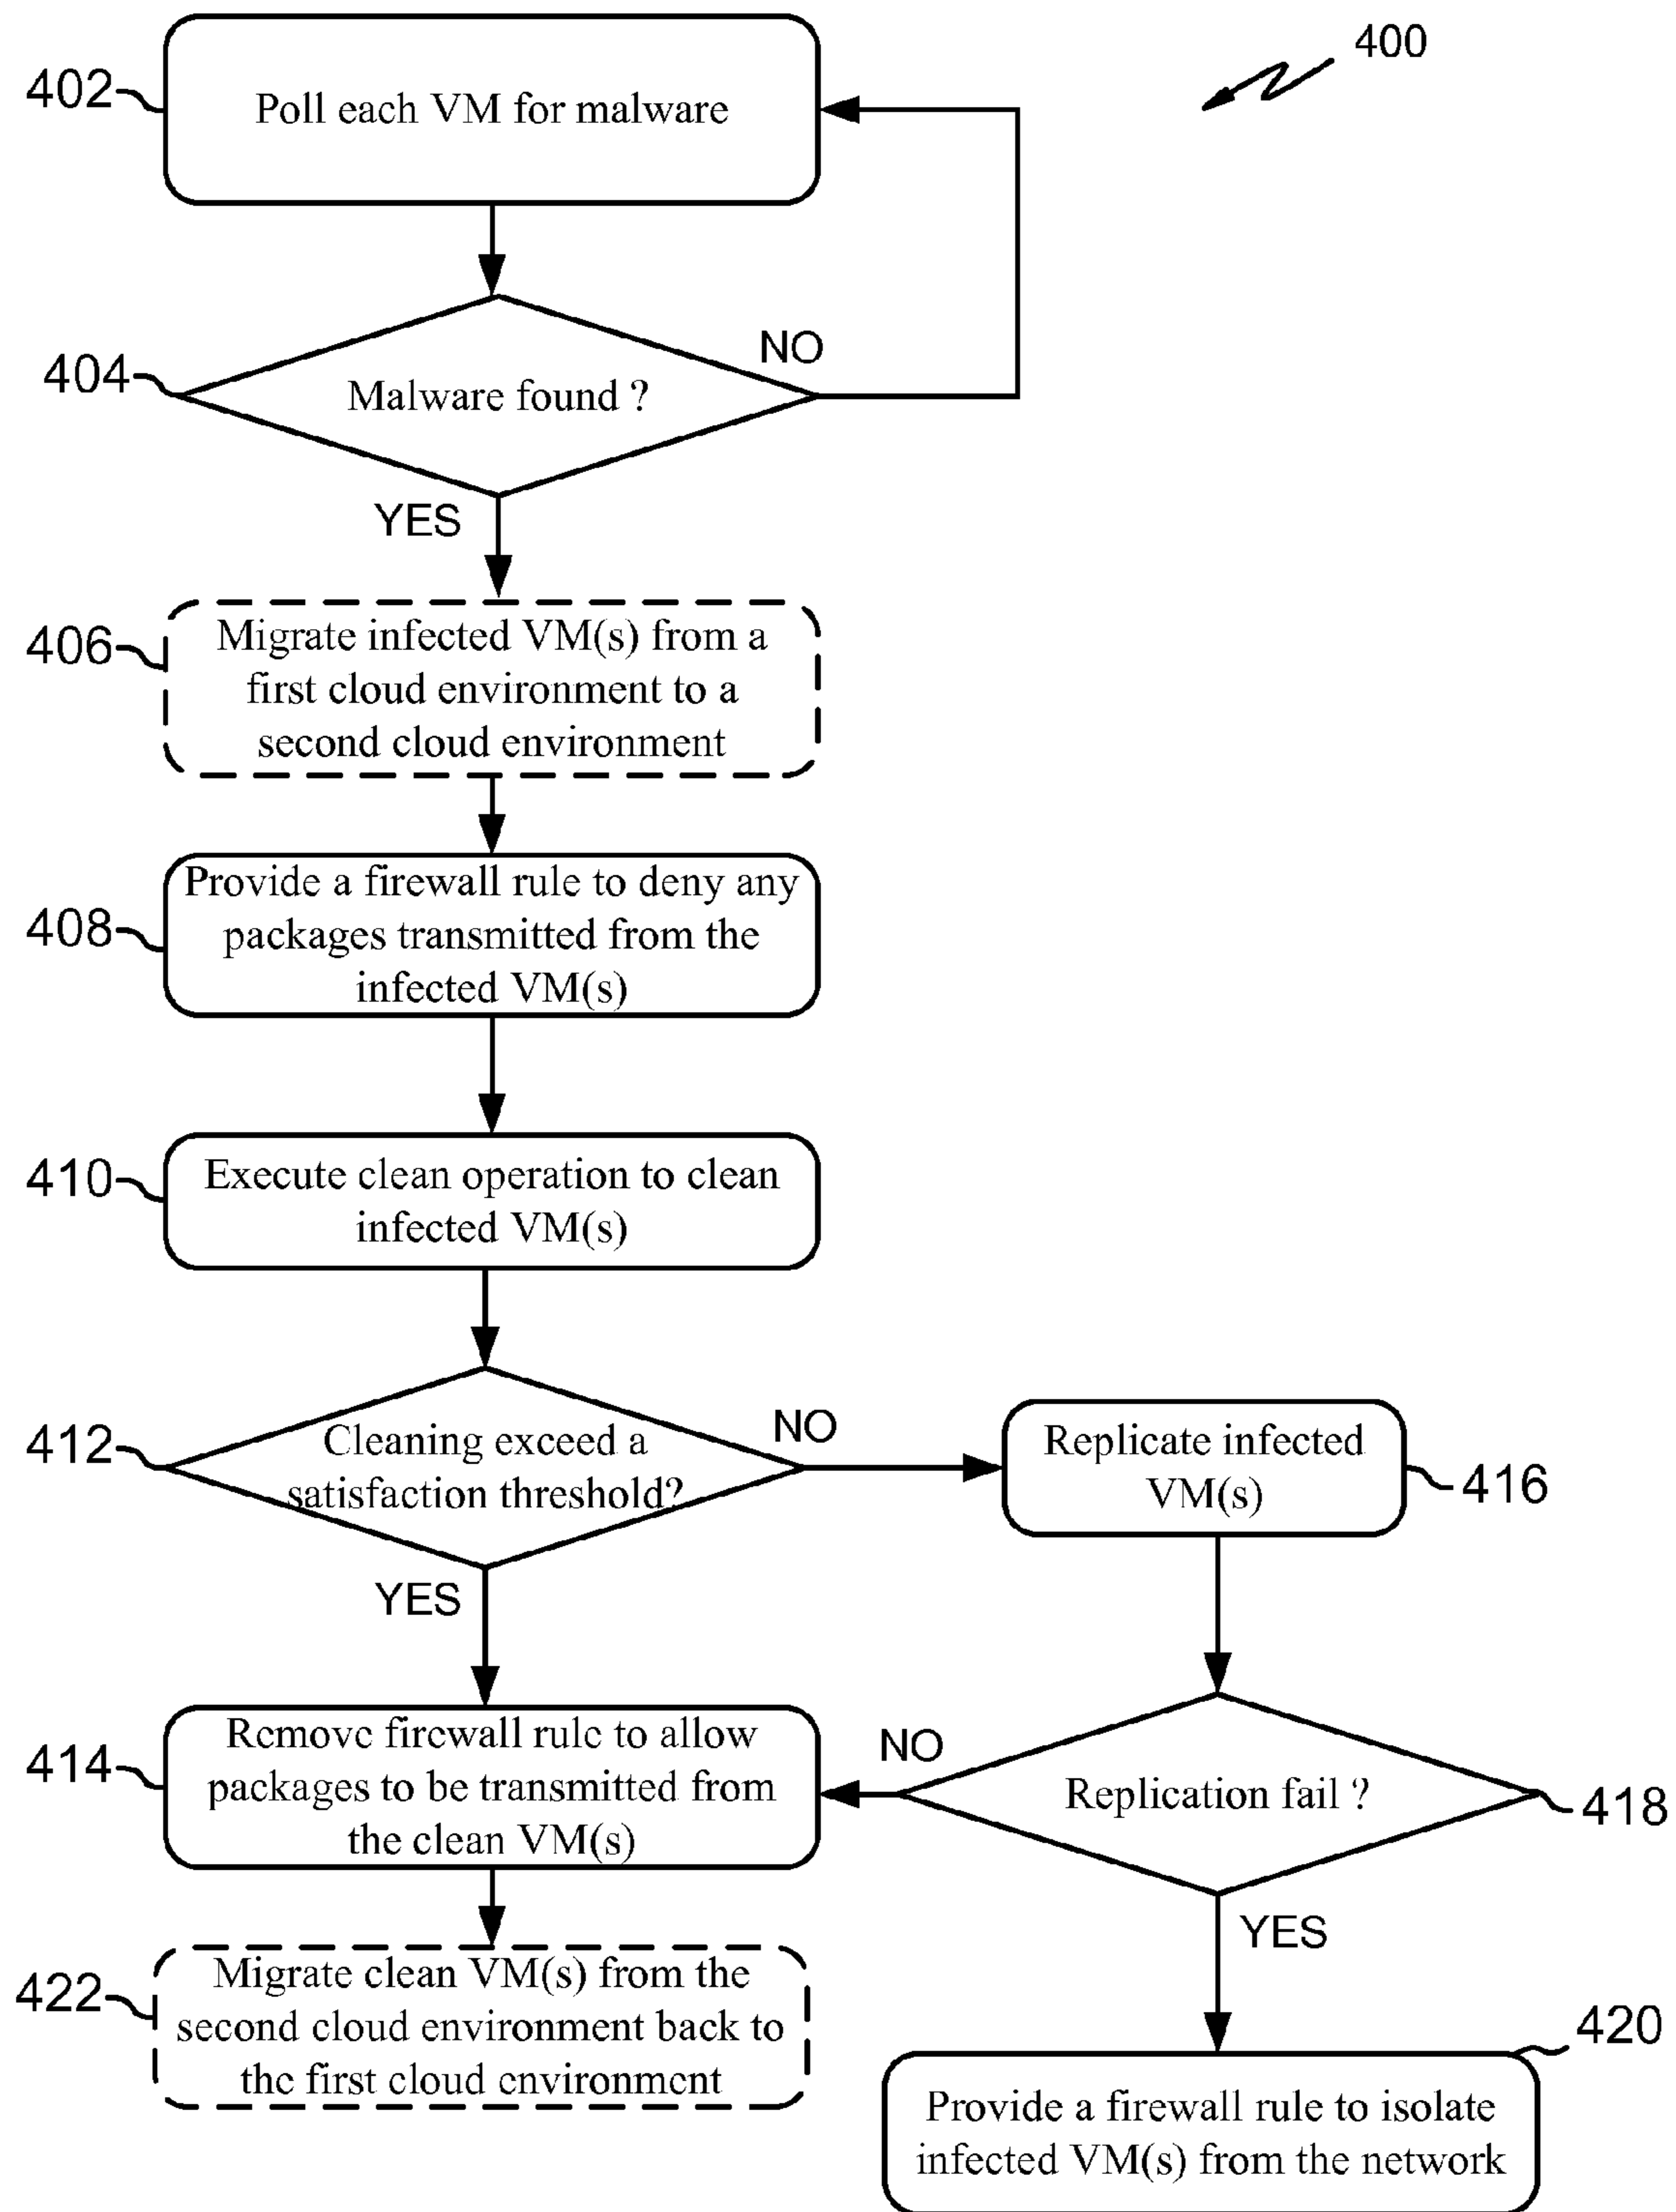 400
402
Poll each VM for malware
404
Malware found ?
NO
YES
406
Migrate infected VM(s) from a
first cloud environment to a
second cloud environment
408
Provide a firewall rule to deny any
packages transmitted from the
infected VM(s)
410
Execute clean operation to clean
infected VM(s)
412
Cleaning exceed a
satisfaction threshold?
NO
YES
Replicate infected
VM(s)
416
414
Remove firewall rule to allow
packages to be transmitted from
the clean VM(s)
NO
Replication fail ?
418
YES
422
Migrate clean VM(s) from the
second cloud environment back to
the first cloud environment
420
Provide a firewall rule to isolate
infected VM(s) from the network